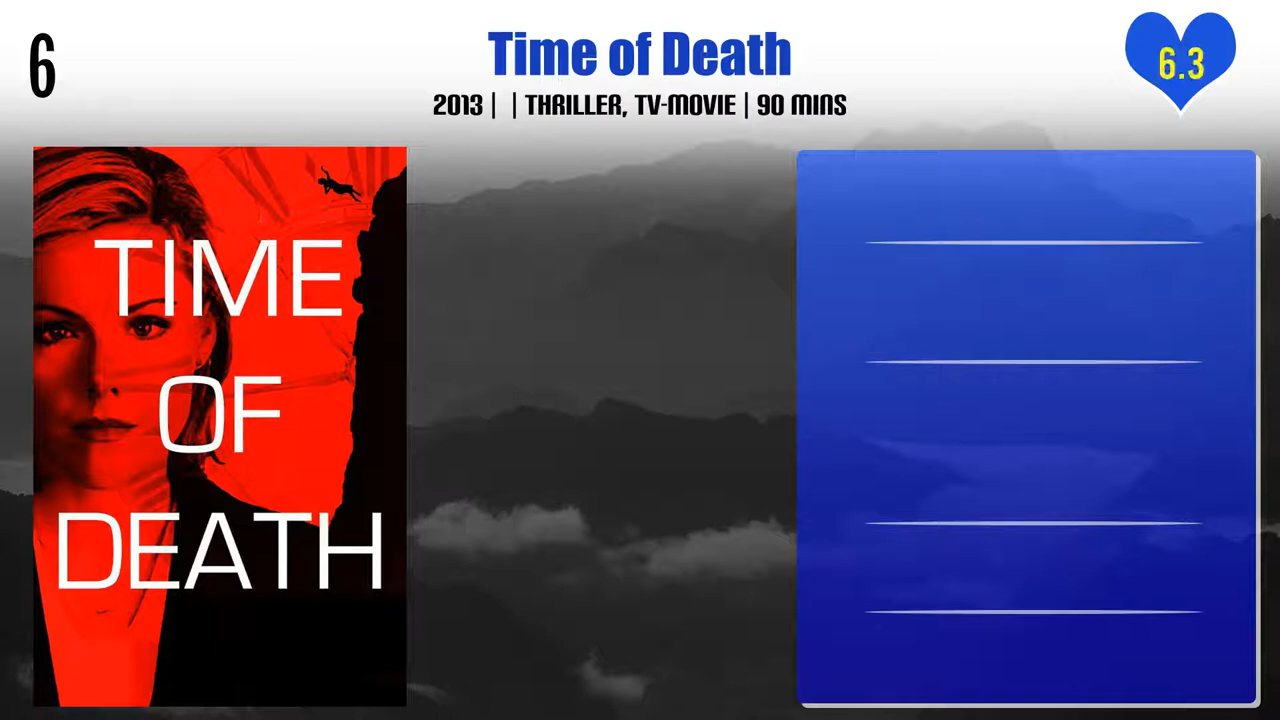 6
Time of Death
6.3
2013 | | THRILLER, TV-MOVIE | 90 MINS
TIME
OF
DEATH